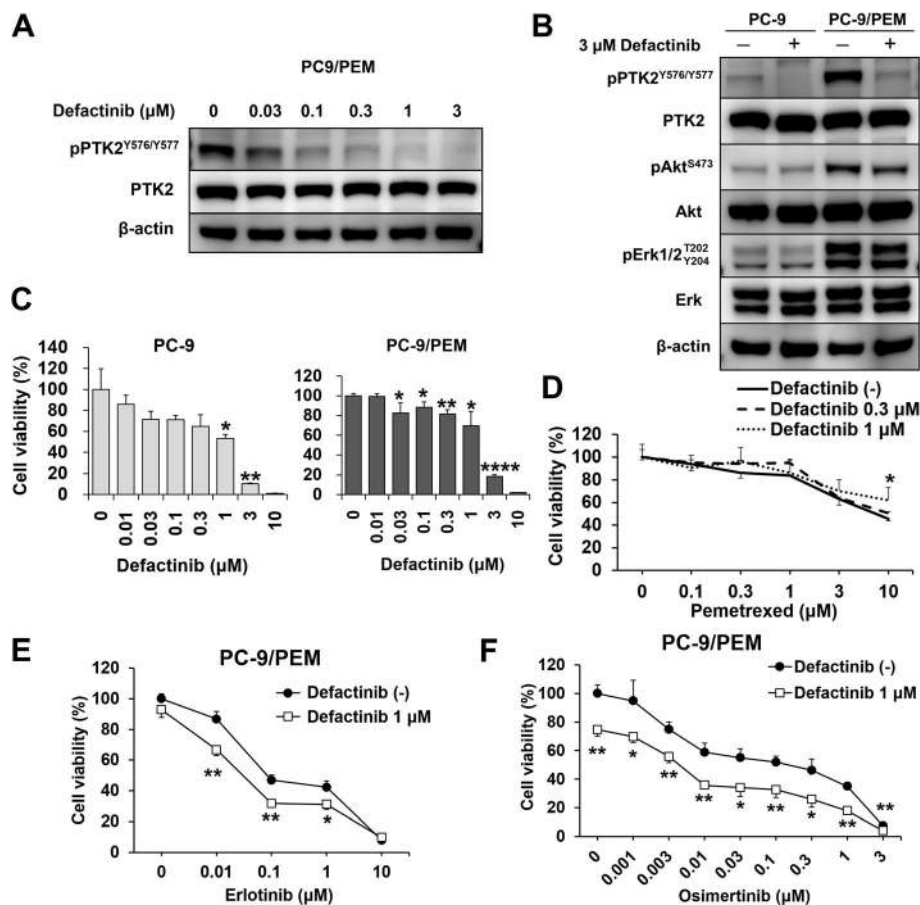 A
PC9/PEM
Defactinib (μM) 0 0.03 0.1 0.3 1 3
pPTK2Y576/Y577
PTK2
β-actin
B
PC-9 PC-9/PEM
3 μM Defactinib – + – +
pPTK2Y576/Y577
PTK2
pAktS473
Akt
pErk1/2T202
Y204
Erk
β-actin
C
PC-9
Cell viability (%)
140
120
100
80
60
40
20
0
*
**
0 0.01 0.03 0.1 0.3 1 3 10
Defactinib (μM)
PC-9/PEM
120
100
80
60
40
20
0
* * ** *
****
0 0.01 0.03 0.1 0.3 1 3 10
Defactinib (μM)
D
Defactinib (-)
Defactinib 0.3 μM
Defactinib 1 μM
Cell viability (%)
120
100
80
60
40
20
0
*
0 0.1 0.3 1 3 10
Pemetrexed (μM)
E
PC-9/PEM
Defactinib (-)
Defactinib 1 μM
Cell viability (%)
120
100
80
60
40
20
0
**
**
*
0 0.01 0.1 1 10
Erlotinib (μM)
F
PC-9/PEM
Defactinib (-)
Defactinib 1 μM
Cell viability (%)
120
100
80
60
40
20
0
** * ** ** * ** * ** **
0 0.001 0.003 0.01 0.03 0.1 0.3 1 3
Osimertinib (μM)